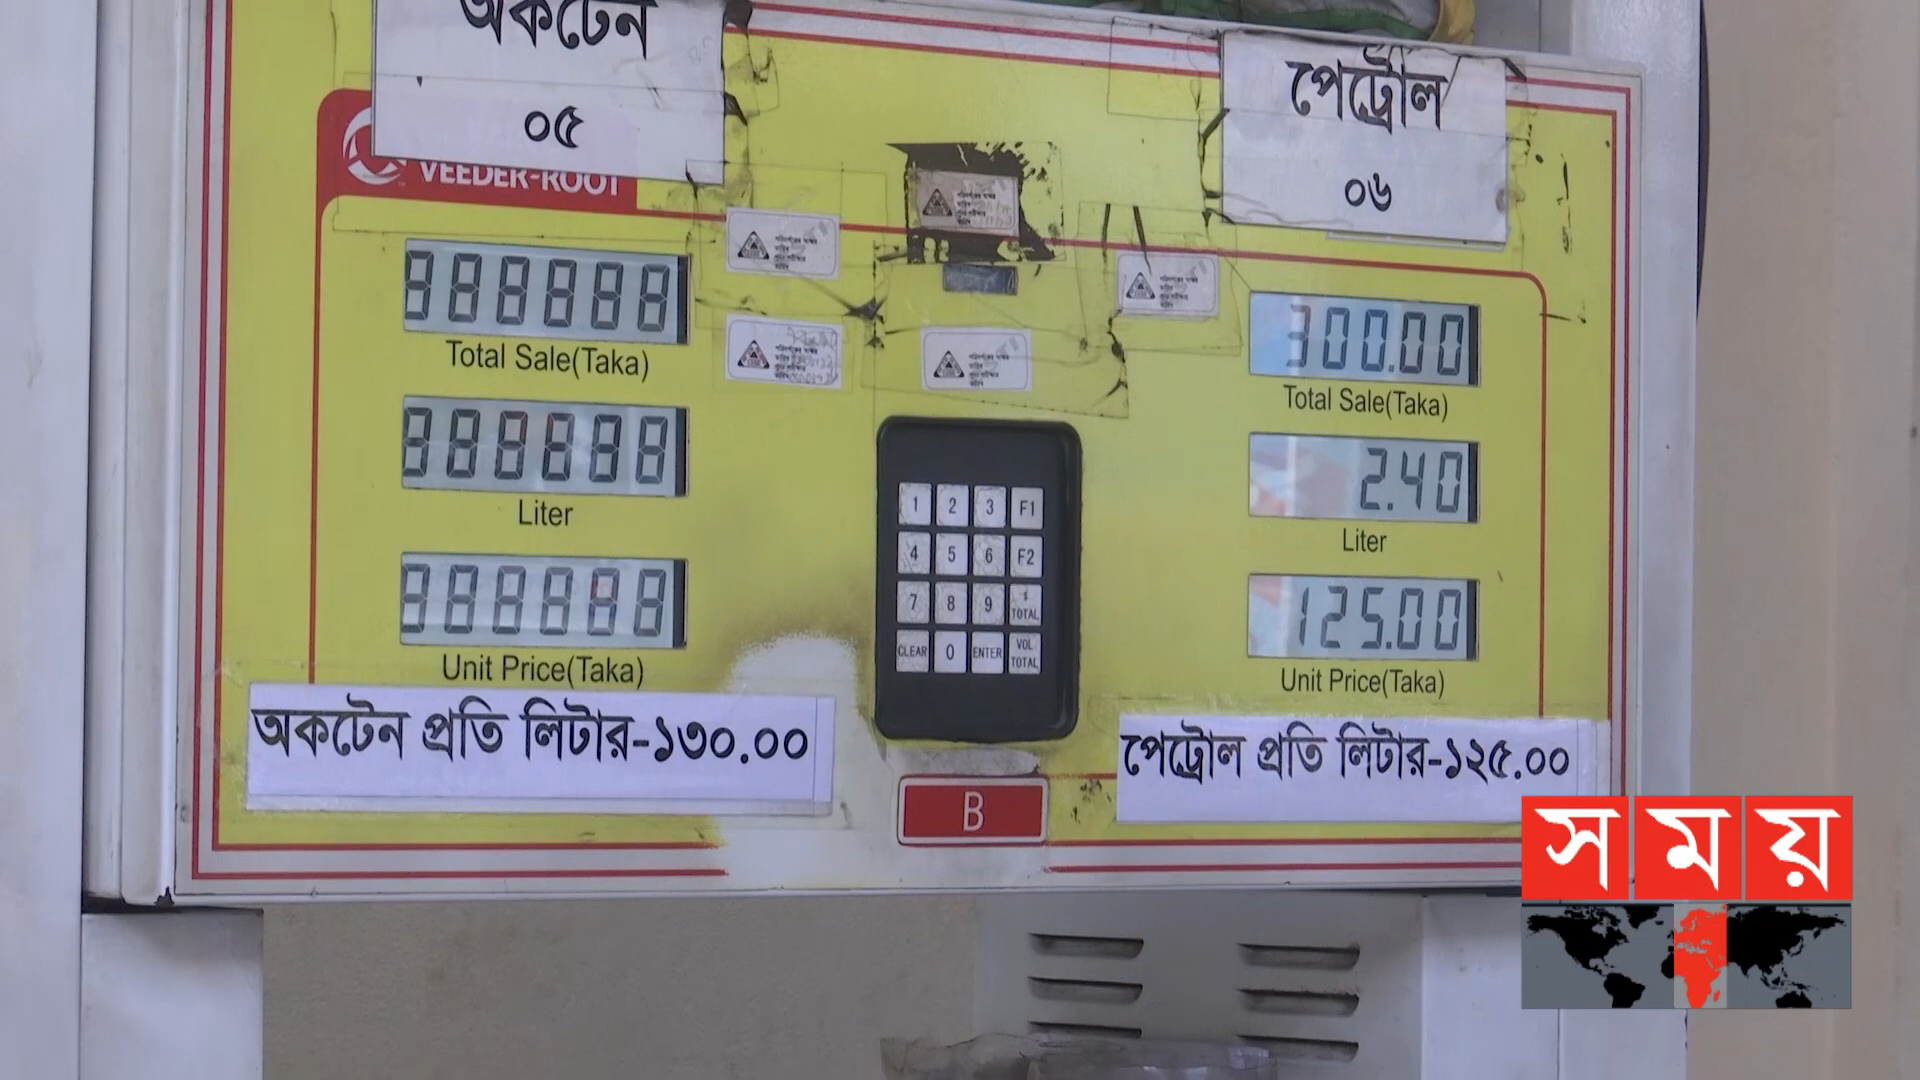 অকটেন
০৫
পেট্রোল
০৬
VEEDER-ROOT
888888
Total Sale(Taka)
888888
Liter
888888
Unit Price(Taka)
300.00
Total Sale(Taka)
2.40
Liter
125.00
Unit Price(Taka)
1 2 3 F1
4 5 6 F2
7 8 9 TOTAL
CLEAR 0 ENTER VOL TOTAL
অকটেন প্রতি লিটার-১৩০.০০
পেট্রোল প্রতি লিটার-১২৫.০০
B
সময়